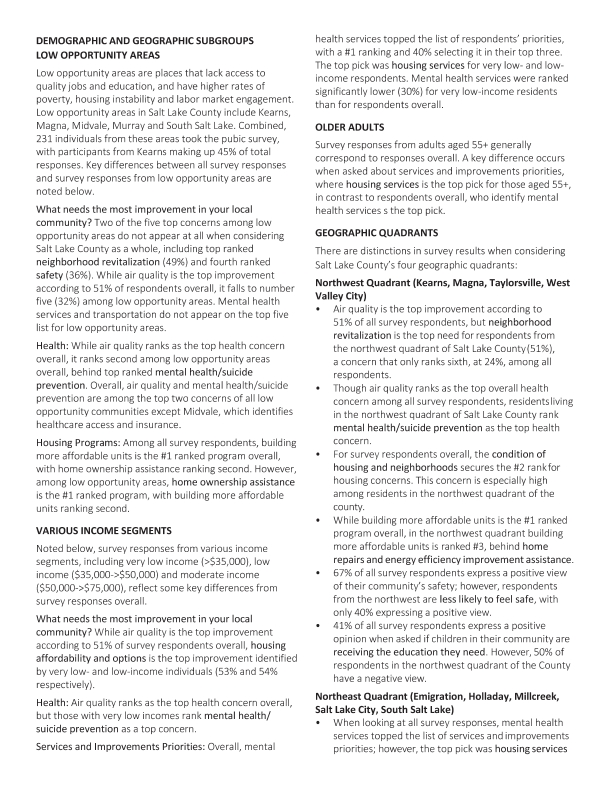 DEMOGRAPHIC AND GEOGRAPHIC SUBGROUPS
LOW OPPORTUNITY AREAS
Low opportunity areas are places that lack access to
quality jobs and education, and have higher rates of
poverty, housing instability and labor market engagement.
Low opportunity areas in Salt Lake County include Kearns,
Magna, Midvale, Murray and South Salt Lake. Combined,
231 individuals from these areas took the pubic survey,
with participants from Kearns making up 45% of total
responses. Key differences between all survey responses
and survey responses from low opportunity areas are
noted below.
What needs the most improvement in your local
community? Two of the five top concerns among low
opportunity areas do not appear at all when considering
Salt Lake County as a whole, including top ranked
neighborhood revitalization (49%) and fourth ranked
safety (36%). While air quality is the top improvement
according to 51% of respondents overall, it falls to number
five (32%) among low opportunity areas. Mental health
services and transportation do not appear on the top five
list for low opportunity areas.
Health: While air quality ranks as the top health concern
overall, it ranks second among low opportunity areas
overall, behind top ranked mental health/suicide
prevention. Overall, air quality and mental health/suicide
prevention are among the top two concerns of all low
opportunity communities except Midvale, which identifies
healthcare access and insurance.
Housing Programs: Among all survey respondents, building
more affordable units is the #1 ranked program overall,
with home ownership assistance ranking second. However,
among low opportunity areas, home ownership assistance
is the #1 ranked program, with building more affordable
units ranking second.
VARIOUS INCOME SEGMENTS
Noted below, survey responses from various income
segments, including very low income (>$35,000), low
income ($35,000->$50,000) and moderate income
($50,000->$75,000), reflect some key differences from
survey responses overall.
What needs the most improvement in your local
community? While air quality is the top improvement
according to 51% of survey respondents overall, housing
affordability and options is the top improvement identified
by very low- and low-income individuals (53% and 54%
respectively).
Health: Air quality ranks as the top health concern overall,
but those with very low incomes rank mental health/
suicide prevention as a top concern.
Services and Improvements Priorities: Overall, mental
health services topped the list of respondents' priorities,
with a #1 ranking and 40% selecting it in their top three.
The top pick was housing services for very low- and low-
income respondents. Mental health services were ranked
significantly lower (30%) for very low-income residents
than for respondents overall.
OLDER ADULTS
Survey responses from adults aged 55+ generally
correspond to responses overall. A key difference occurs
when asked about services and improvements priorities,
where housing services is the top pick for those aged 55+,
in contrast to respondents overall, who identify mental
health services s the top pick.
GEOGRAPHIC QUADRANTS
There are distinctions in survey results when considering
Salt Lake County's four geographic quadrants:
Northwest Quadrant (Kearns, Magna, Taylorsville, West
Valley City)
• Air quality is the top improvement according to
51% of all survey respondents, but neighborhood
revitalization is the top need for respondents from
the northwest quadrant of Salt Lake County (51%),
a concern that only ranks sixth, at 24%, among all
respondents.
• Though air quality ranks as the top overall health
concern among all survey respondents, residents living
in the northwest quadrant of Salt Lake County rank
mental health/suicide prevention as the top health
concern.
• For survey respondents overall, the condition of
housing and neighborhoods secures the #2 rank for
housing concerns. This concern is especially high
among residents in the northwest quadrant of the
county.
• While building more affordable units is the #1 ranked
program overall, in the northwest quadrant building
more affordable units is ranked #3, behind home
repairs and energy efficiency improvement assistance.
• 67% of all survey respondents express a positive view
of their community's safety; however, respondents
from the northwest are less likely to feel safe, with
only 40% expressing a positive view.
• 41% of all survey respondents express a positive
opinion when asked if children in their community are
receiving the education they need. However, 50% of
respondents in the northwest quadrant of the County
have a negative view.
Northeast Quadrant (Emigration, Holladay, Millcreek,
Salt Lake City, South Salt Lake)
• When looking at all survey responses, mental health
services topped the list of services and improvements
priorities; however, the top pick was housing services